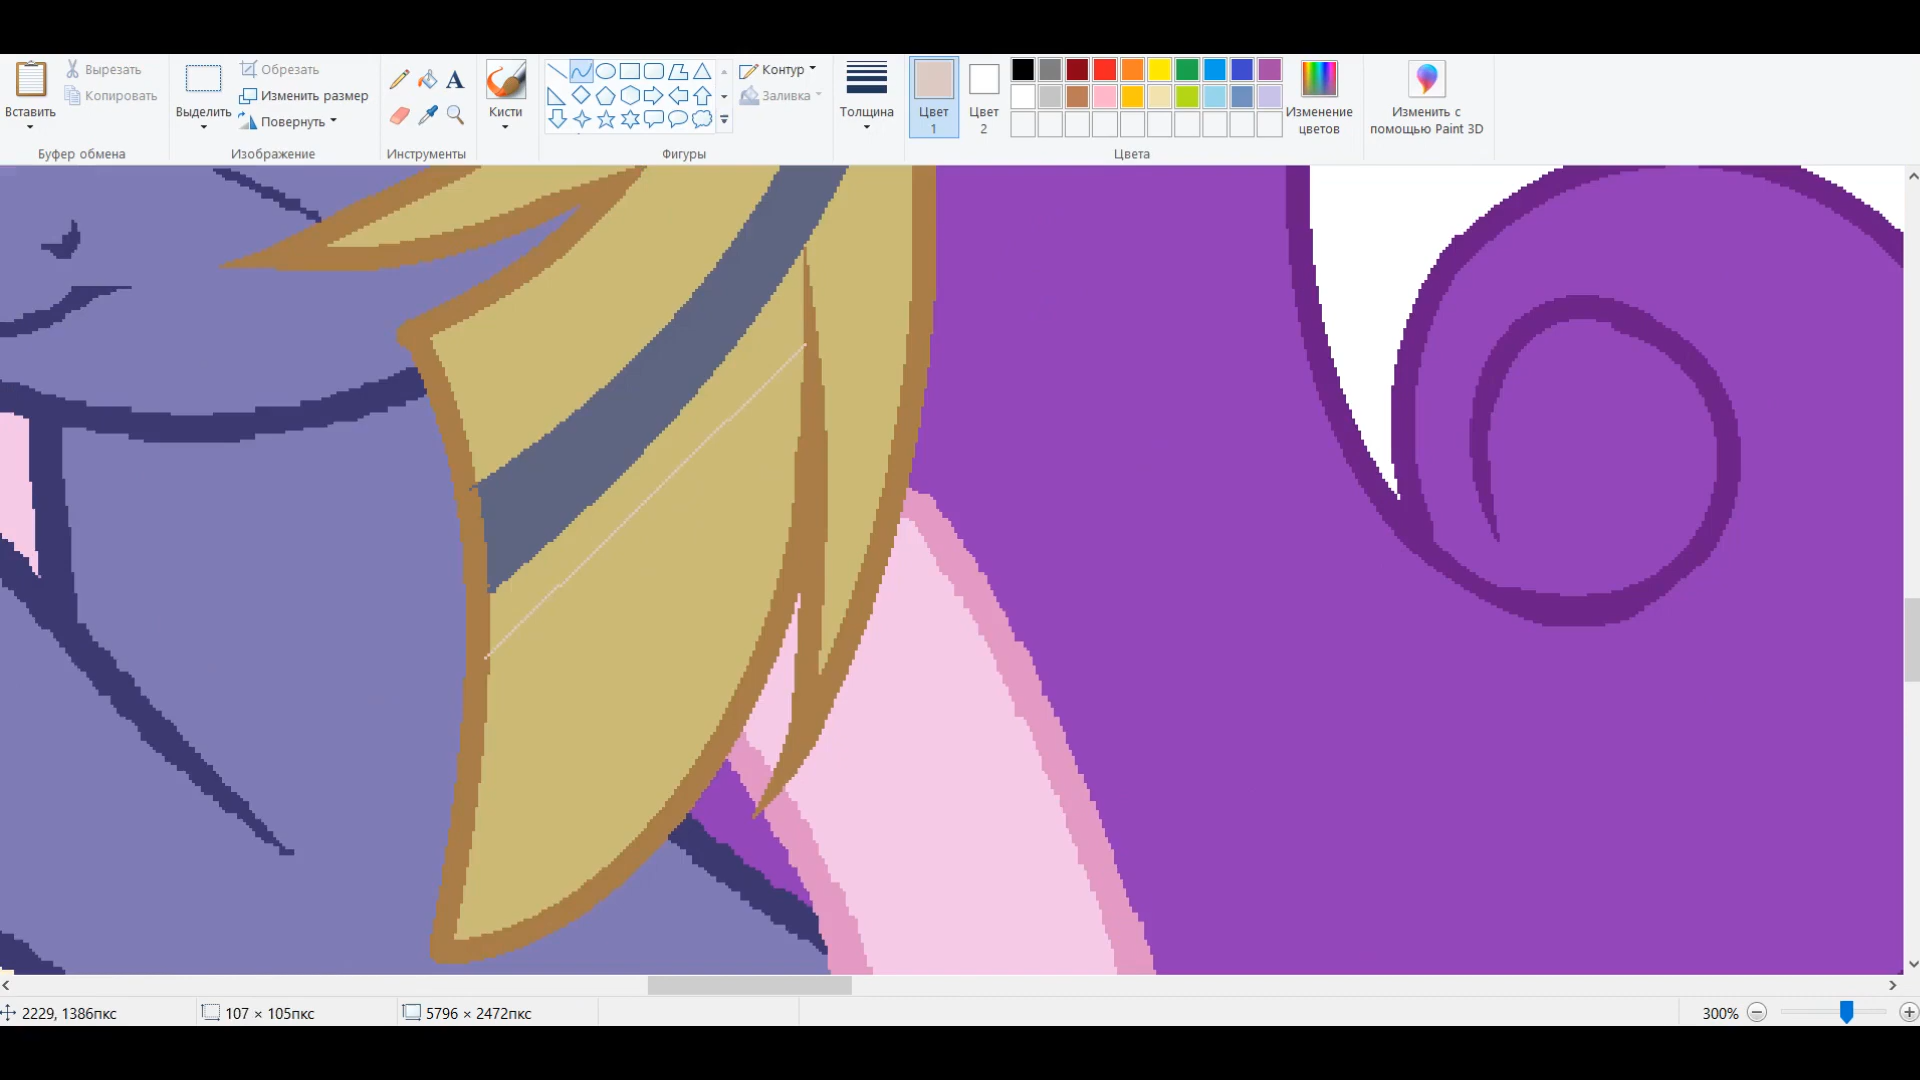 Вставить
Вырезать
Копировать
Буфер обмена
Выделить
Обрезать
Изменить размер
Повернуть
Изображение
A
Инструменты
Кисти
Фигуры
Контур
Заливка
Толщина
Цвет
1
Цвет
2
Цвета
Изменение
цветов
Изменить с
помощью Paint 3D
2229, 1386пкс
107 × 105пкс
5796 × 2472пкс
300%